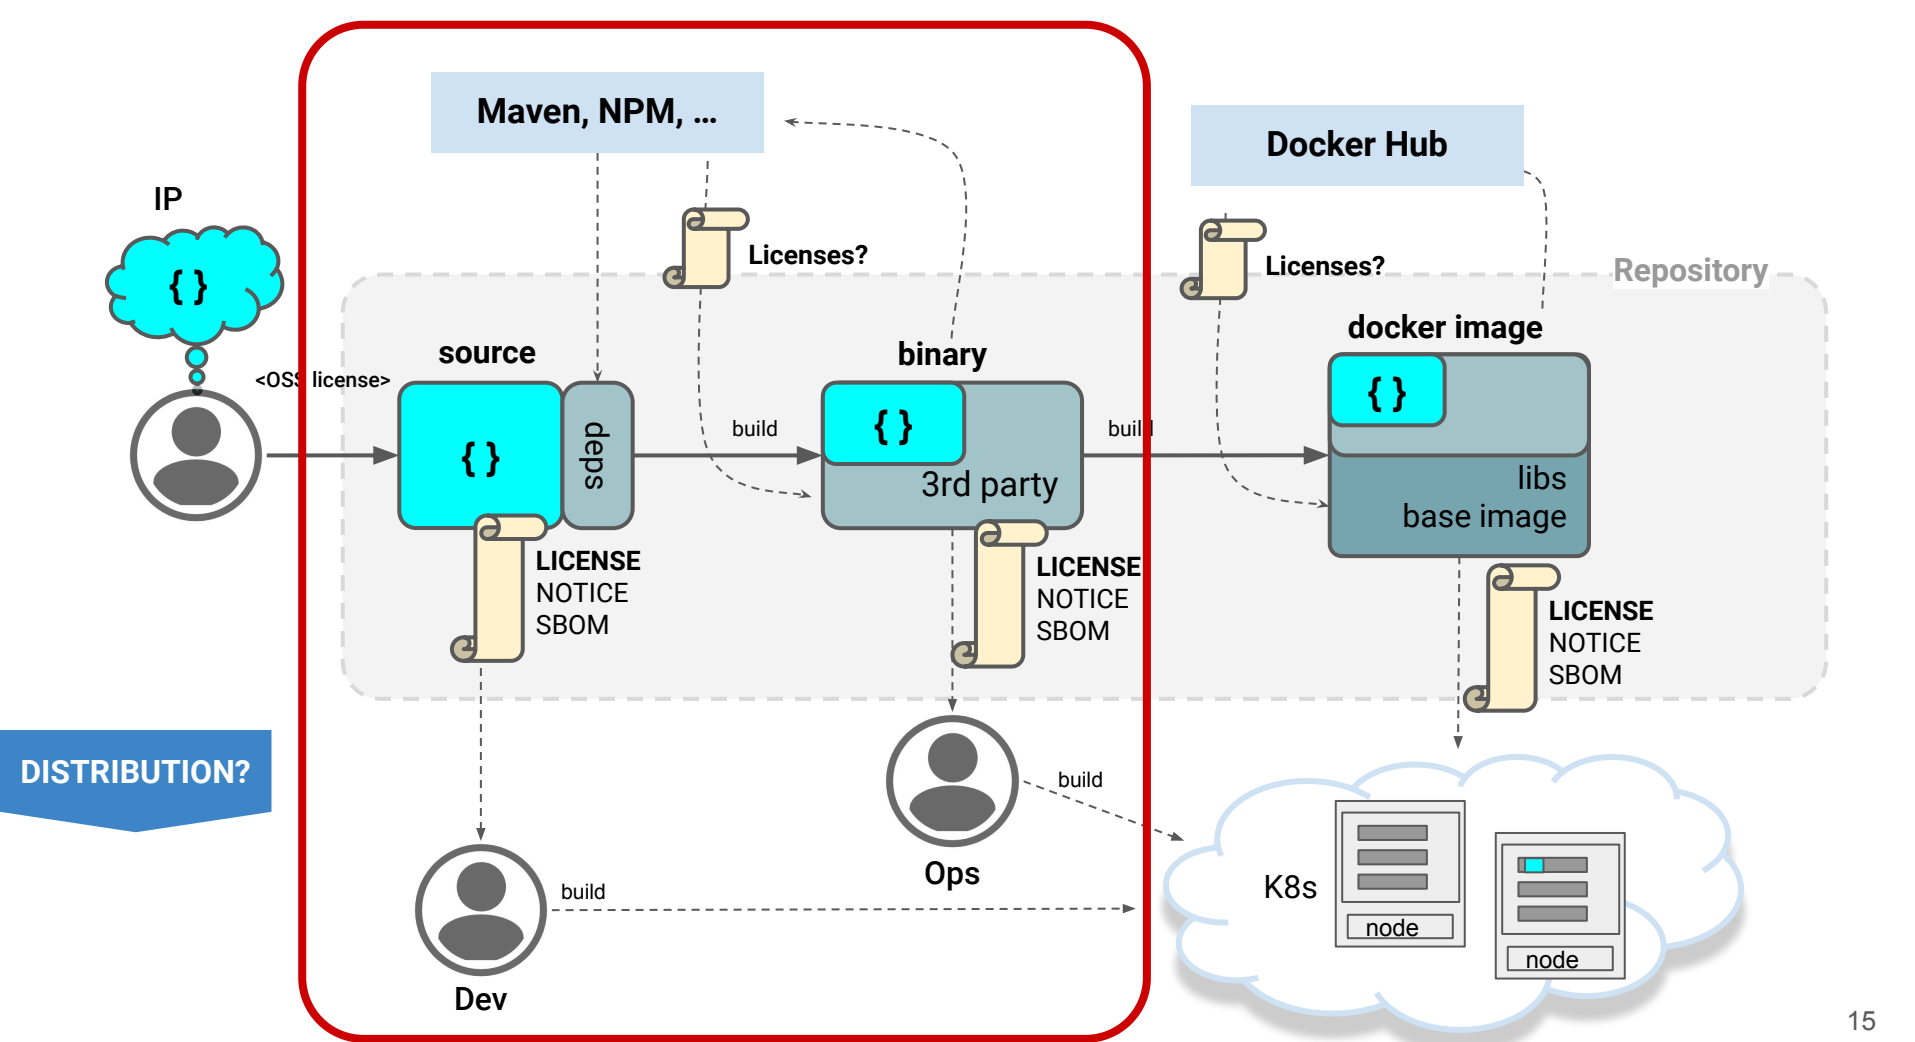 Maven, NPM, ...
Docker Hub
IP
{ }
Licenses?
Licenses?
Repository
docker image
source
binary
<OSS license>
{ }
deps
build
{ }
3rd party
build
{ }
libs
base image
LICENSE
NOTICE
SBOM
LICENSE
NOTICE
SBOM
LICENSE
NOTICE
SBOM
DISTRIBUTION?
build
Ops
K8s
node
node
build
Dev
15